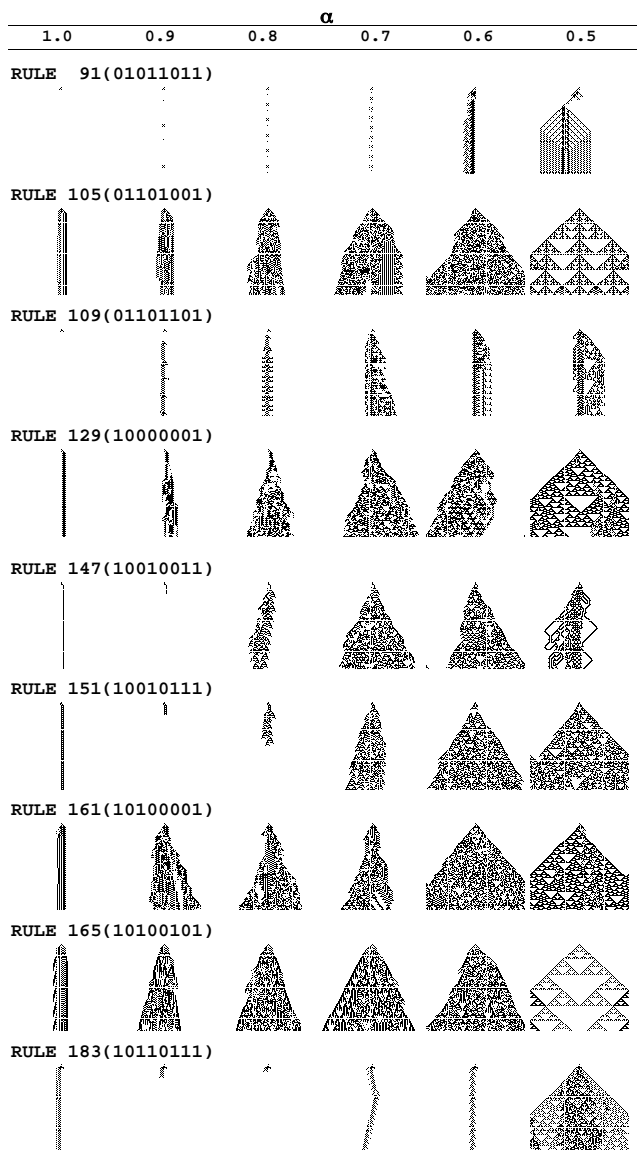 α
1.0 0.9 0.8 0.7 0.6 0.5
RULE 91(01011011)
RULE 105(01101001)
RULE 109(01101101)
RULE 129(10000001)
RULE 147(10010011)
RULE 151(10010111)
RULE 161(10100001)
RULE 165(10100101)
RULE 183(10110111)